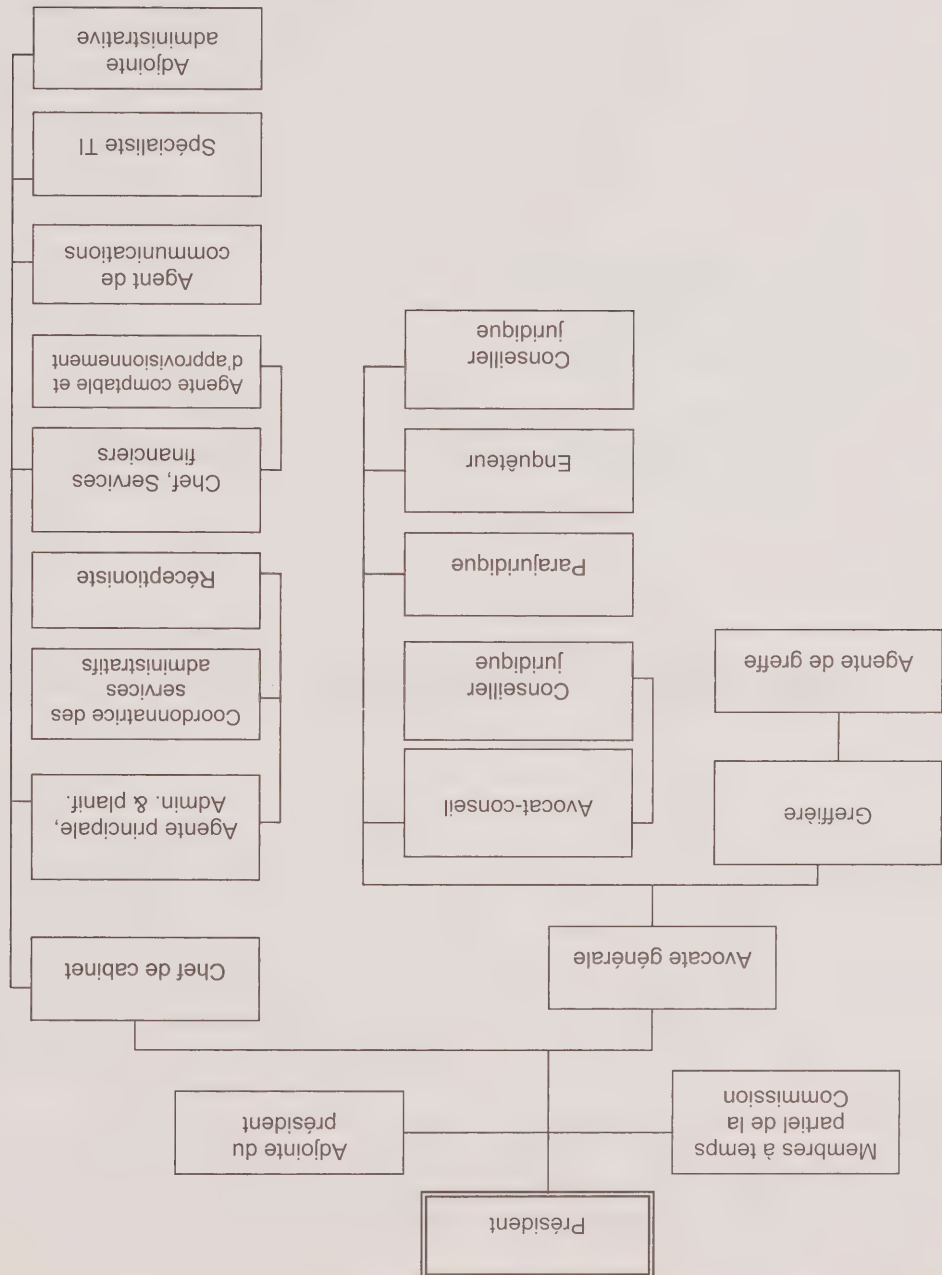 Président
Membres à temps
partiel de la
Commission
Adjointe du
président
Avocate générale
Chef de cabinet
Greffière
Agente de greffe
Avocat-conseil
Conseiller
juridique
Parajuridique
Enquêteur
Conseiller
juridique
Agente principale,
Admin. & planif.
Coordonnatrice des
services
administratifs
Réceptioniste
Chef, Services
financiers
Agente comptable et
d'approvisionnement
Agent de
communications
Spécialiste TI
Adjointe
administrative